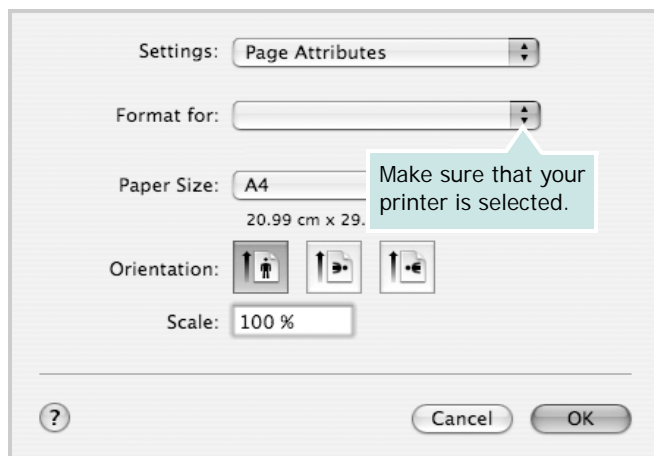 Settings: Page Attributes
Format for:
Make sure that your
printer is selected.
Paper Size: A4
20.99 cm x 29.
Orientation:
Scale: 100 %
? Cancel OK